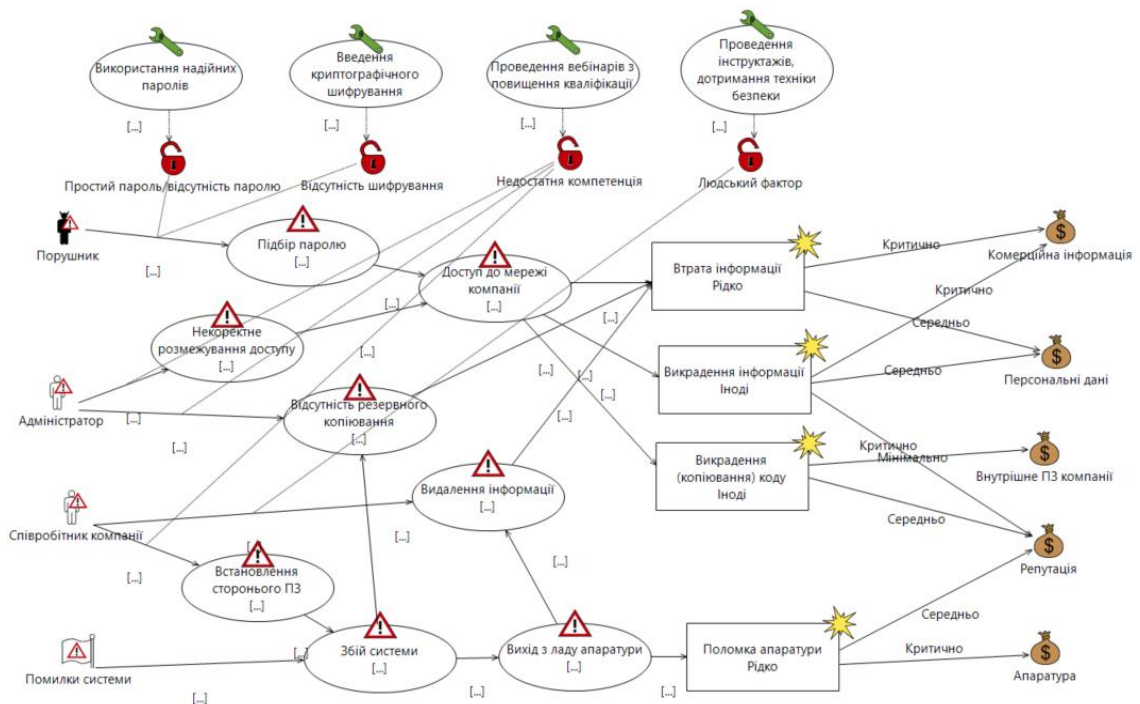 Використання надійних
паролів
[...]
Введення
криптографічного
шифрування
[...]
Проведення вебінарів з
повищення кваліфікації
[...]
Проведення
інструктажів,
дотримання техніки
безпеки
[...]
Простий пароль/відсутність паролю
Відсутність шифрування
Недостатня компетенція
Людський фактор
Порушник
[...]
Підбір паролю
[...]
[...]
Доступ до мережі
компанії
[...]
Втрата інформації
Рідко
Критично
Комерційна інформація
Критично
Середньо
Некоректне
розмежування доступу
[...]
[...]
[...]
[...]
Викрадення інформації
Іноді
Середньо
Персональні дані
[...]
[...]
[...]
[...]
Адміністратор
[...]
[...]
Відсутність резервного
копіювання
[...]
Викрадення
(копіювання) коду
Іноді
Критично
Мінімально
Внутрішне ПЗ компанії
Середньо
Видалення інформації
[...]
Співробітник компанії
[...]
[...]
[...]
[...]
Встановлення
стороннього ПЗ
[...]
Репутація
Збій системи
[...]
[...]
Вихід з ладу апаратури
[...]
Поломка апаратури
Рідко
Середньо
Критично
Апаратура
Помилки системи
[...]
[...]
[...]